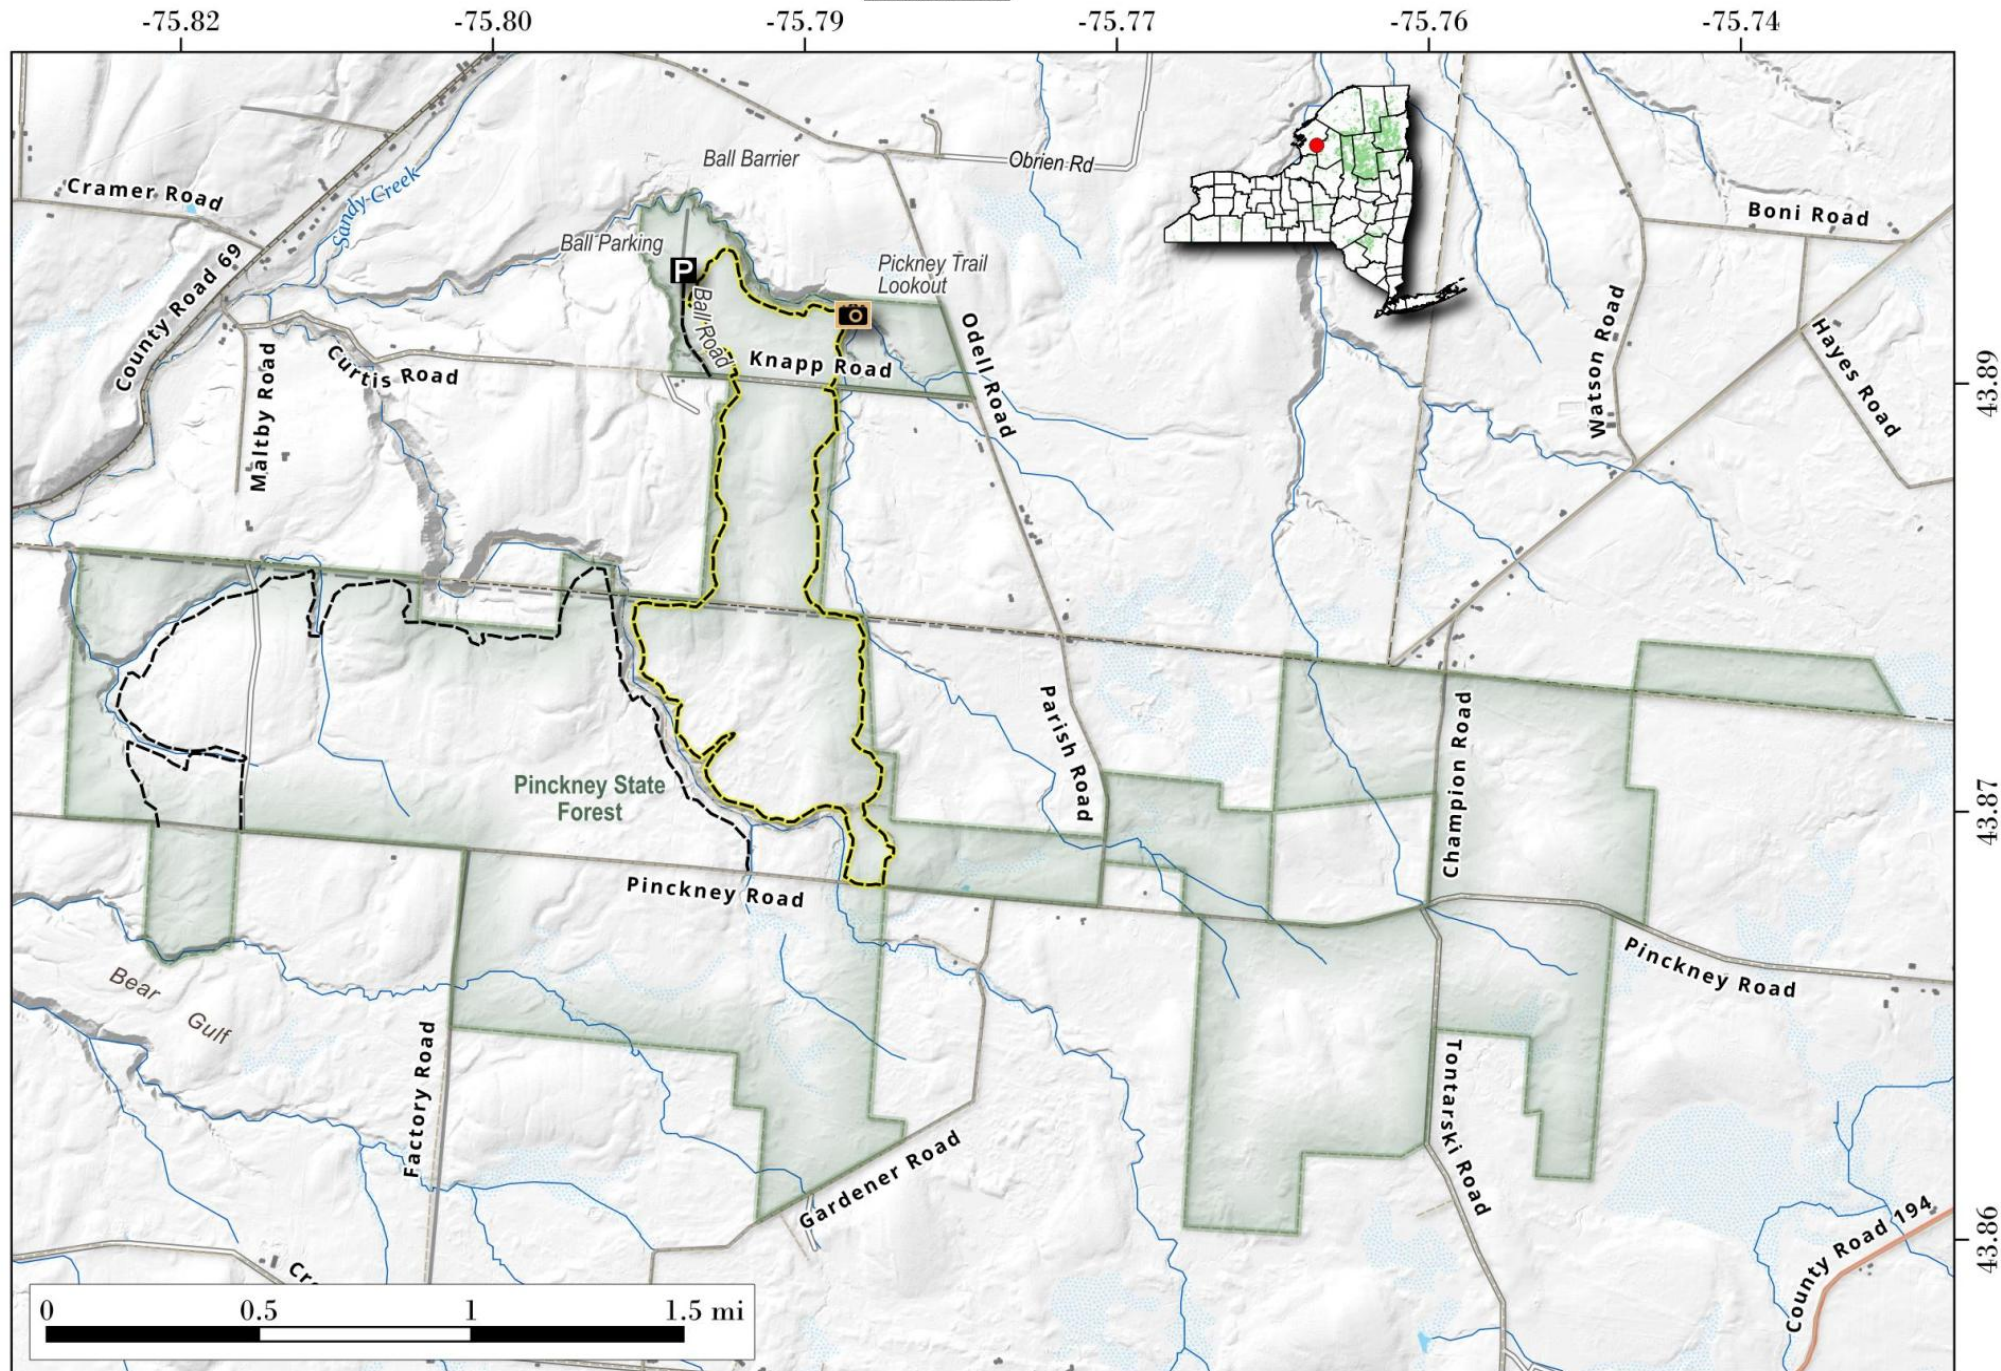 -75.82
-75.80
-75.79
-75.77
-75.76
-75.74
Ball Barrier
Obrien Rd
Cramer Road
Sandy Creek
Boni Road
Ball Parking
P
Pickney Trail
Lookout
County Road 69
Ball Road
Odell Road
Knapp Road
Watson Road
Hayes Road
43.89
Maltby Road
Curtis Road
Parish Road
Champion Road
Pinckney State
Forest
43.87
Pinckney Road
Pinckney Road
Bear
Gulf
Factory Road
Gardener Road
Tontarski Road
County Road 194
43.86
0
0.5
1
1.5 mi